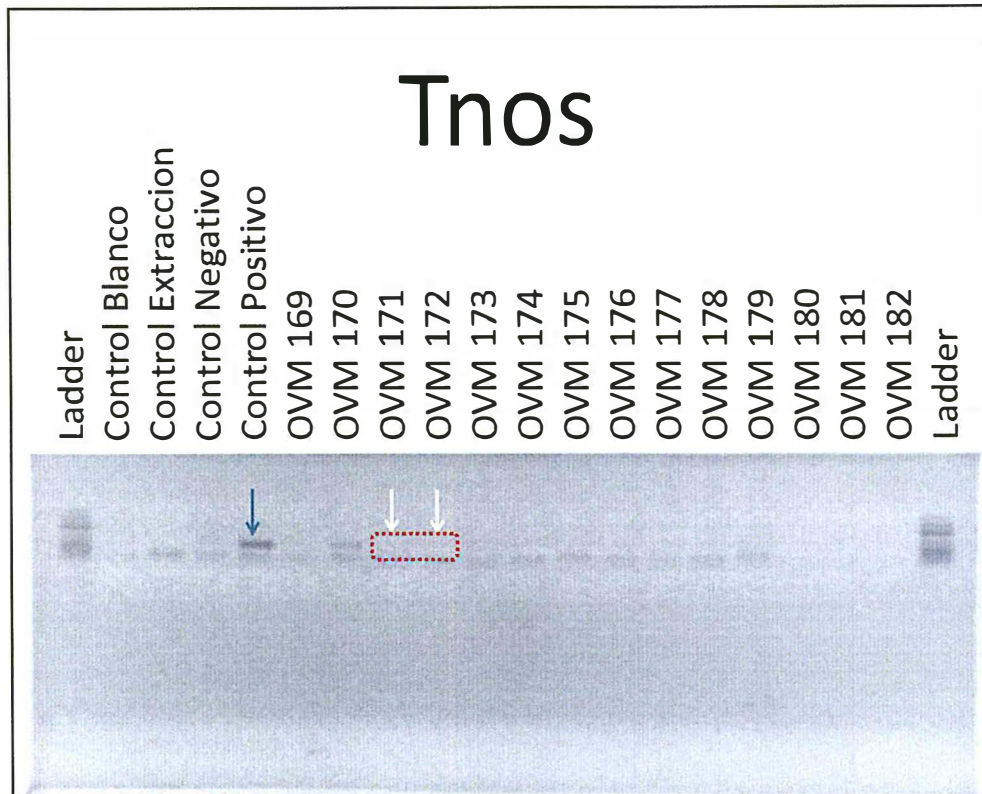 Tnos
Ladder
Control Blanco
Control Extraccion
Control Negativo
Control Positivo
OVM 169
OVM 170
OVM 171
OVM 172
OVM 173
OVM 174
OVM 175
OVM 176
OVM 177
OVM 178
OVM 179
OVM 180
OVM 181
OVM 182
Ladder